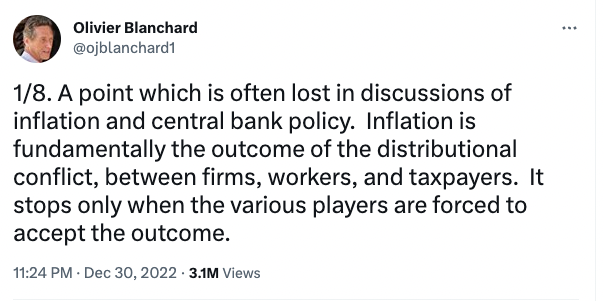 Olivier Blanchard
@ojblanchard1
1/8. A point which is often lost in discussions of
inflation and central bank policy.  Inflation is
fundamentally the outcome of the distributional
conflict, between firms, workers, and taxpayers.  It
stops only when the various players are forced to
accept the outcome.
11:24 PM · Dec 30, 2022 · 3.1M Views